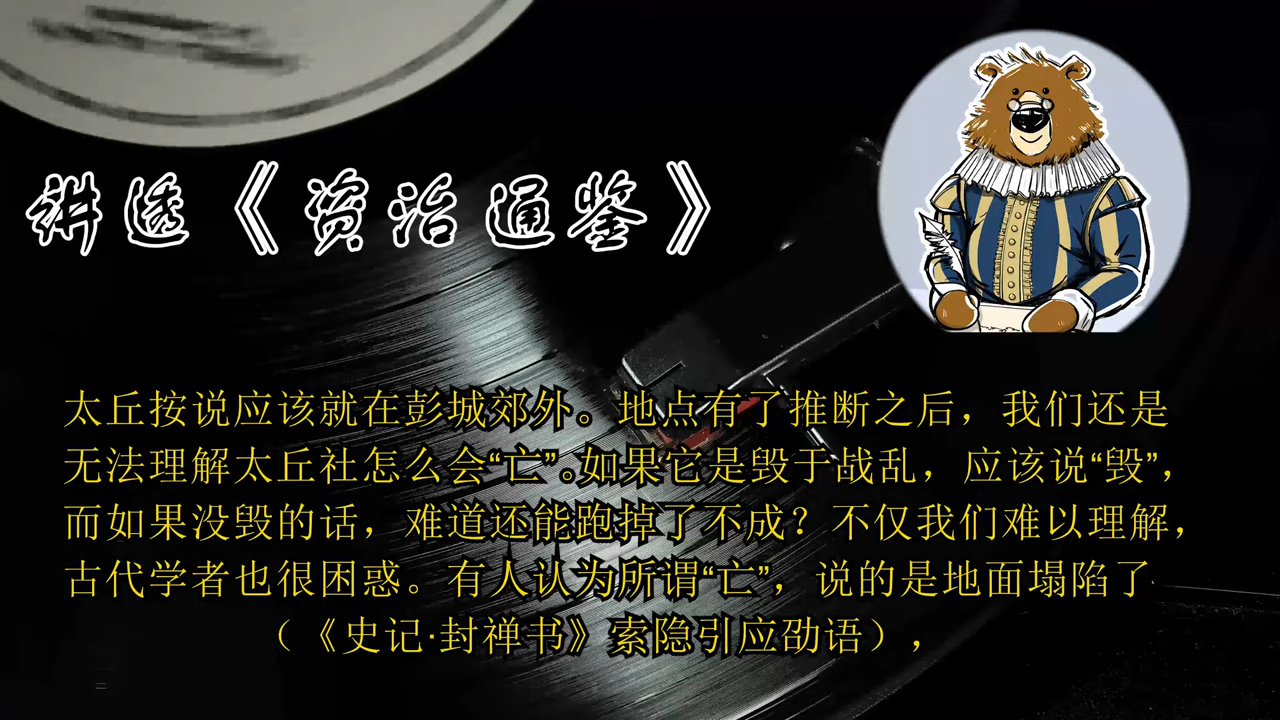 讲透《资治通鉴》
太丘按说应该就在彭城郊外。地点有了推断之后，我们还是
无法理解太丘社怎么会“亡”。如果它是毁于战乱，应该说“毁”，
而如果没毁的话，难道还能跑掉了不成？不仅我们难以理解，
古代学者也很困惑。有人认为所谓“亡”，说的是地面塌陷了
（《史记·封禅书》索隐引应劭语），